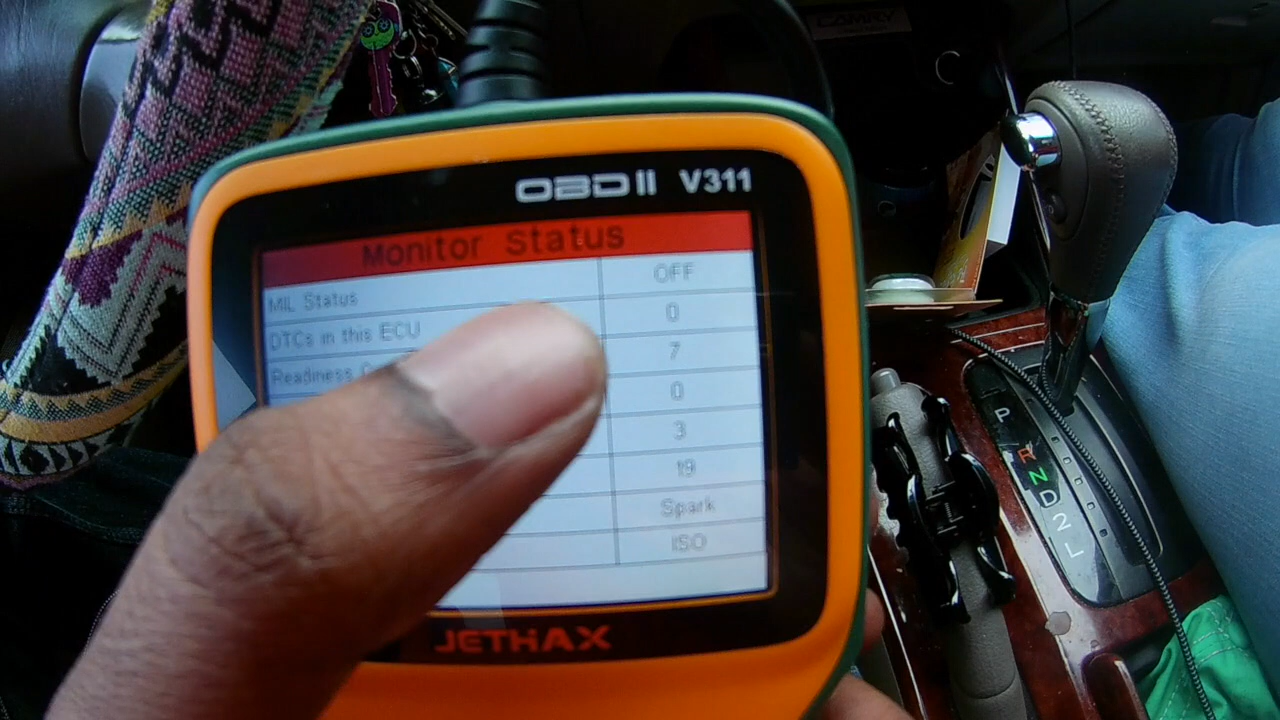 CAMRY
OBDII V311
Monitor Status
MIL Status OFF
DTCs in this ECU 0
Readiness 7
0
3
19
Spark
ISO
JETHAX
P
R
N
D
2
L